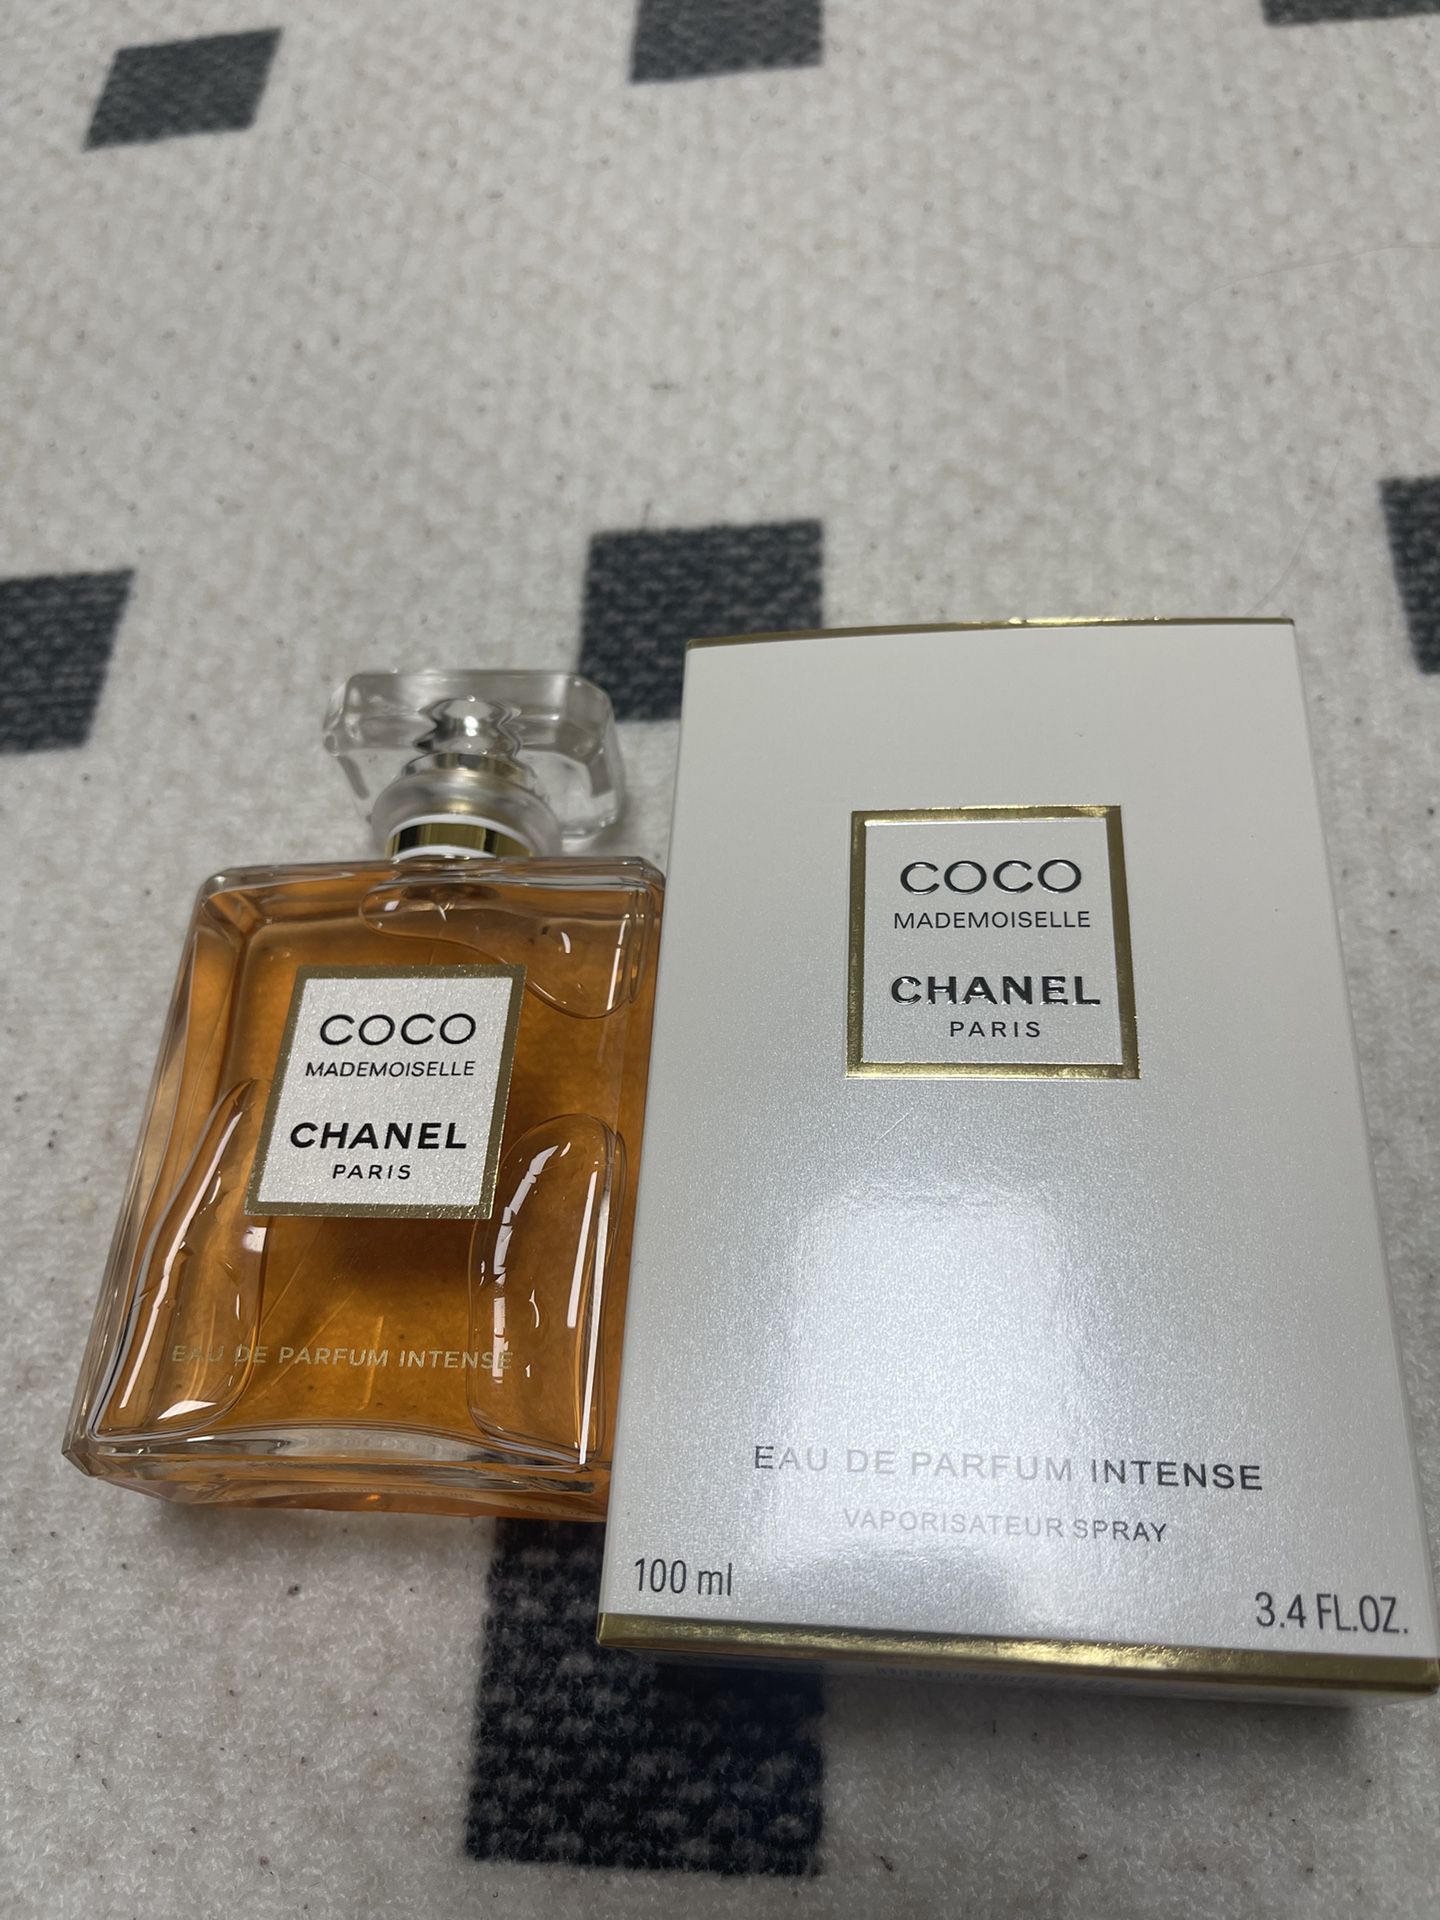 COCO
MADEMOISELLE
CHANEL
PARIS
EAU DE PARFUM INTENSE
COCO
MADEMOISELLE
CHANEL
PARIS
EAU DE PARFUM INTENSE
VAPORISATEUR SPRAY
100 ml
3.4 FL.OZ.